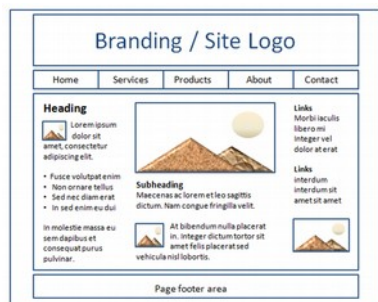 Branding / Site Logo
Home
Services
Products
About
Contact
Heading
Lorem ipsum
dolor sit
amet, consectetur
adipiscing elit.
• Fusce volutpat enim
• Non ornare tellus
• Sed nec diam erat
• In sed enim eu dui
In molestie massa eu
sem dapibus et
consequat purus
pulvinar.
Subheading
Maecenas ac lorem et leo sagittis
dictum. Nam congue fringilla velit.
At bibendum nulla placerat
in. Integer dictum tortor sit
amet felis placerat sed
vehicula nisl lobortis.
Links
Morbi iaculis
libero mi
Integer vel
dolor at erat
Links
interdum
interdum sit
amet sit amet
Page footer area